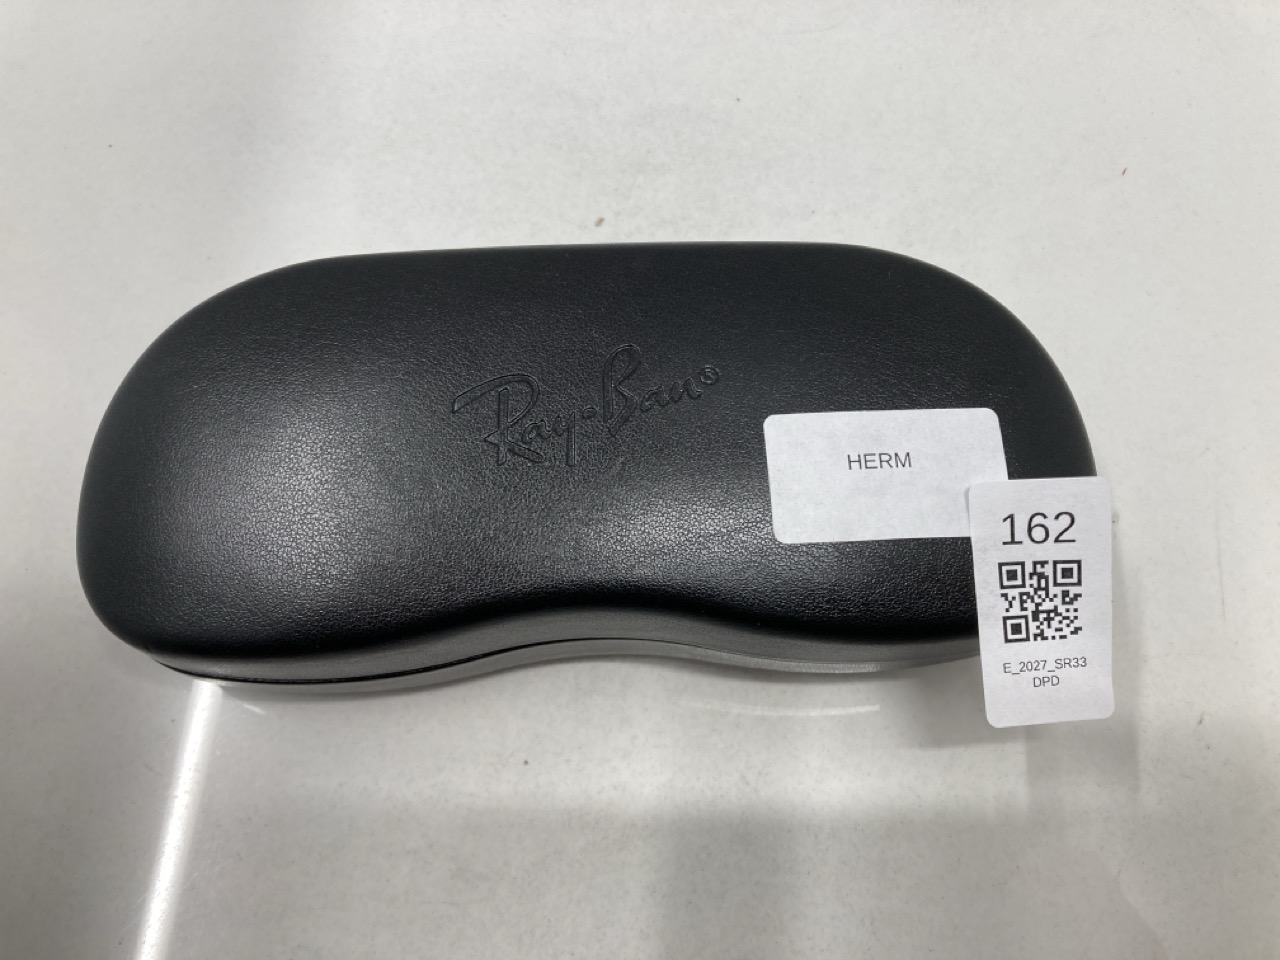 Ray-Ban®
HERM
162
E_2027_SR33
DPD